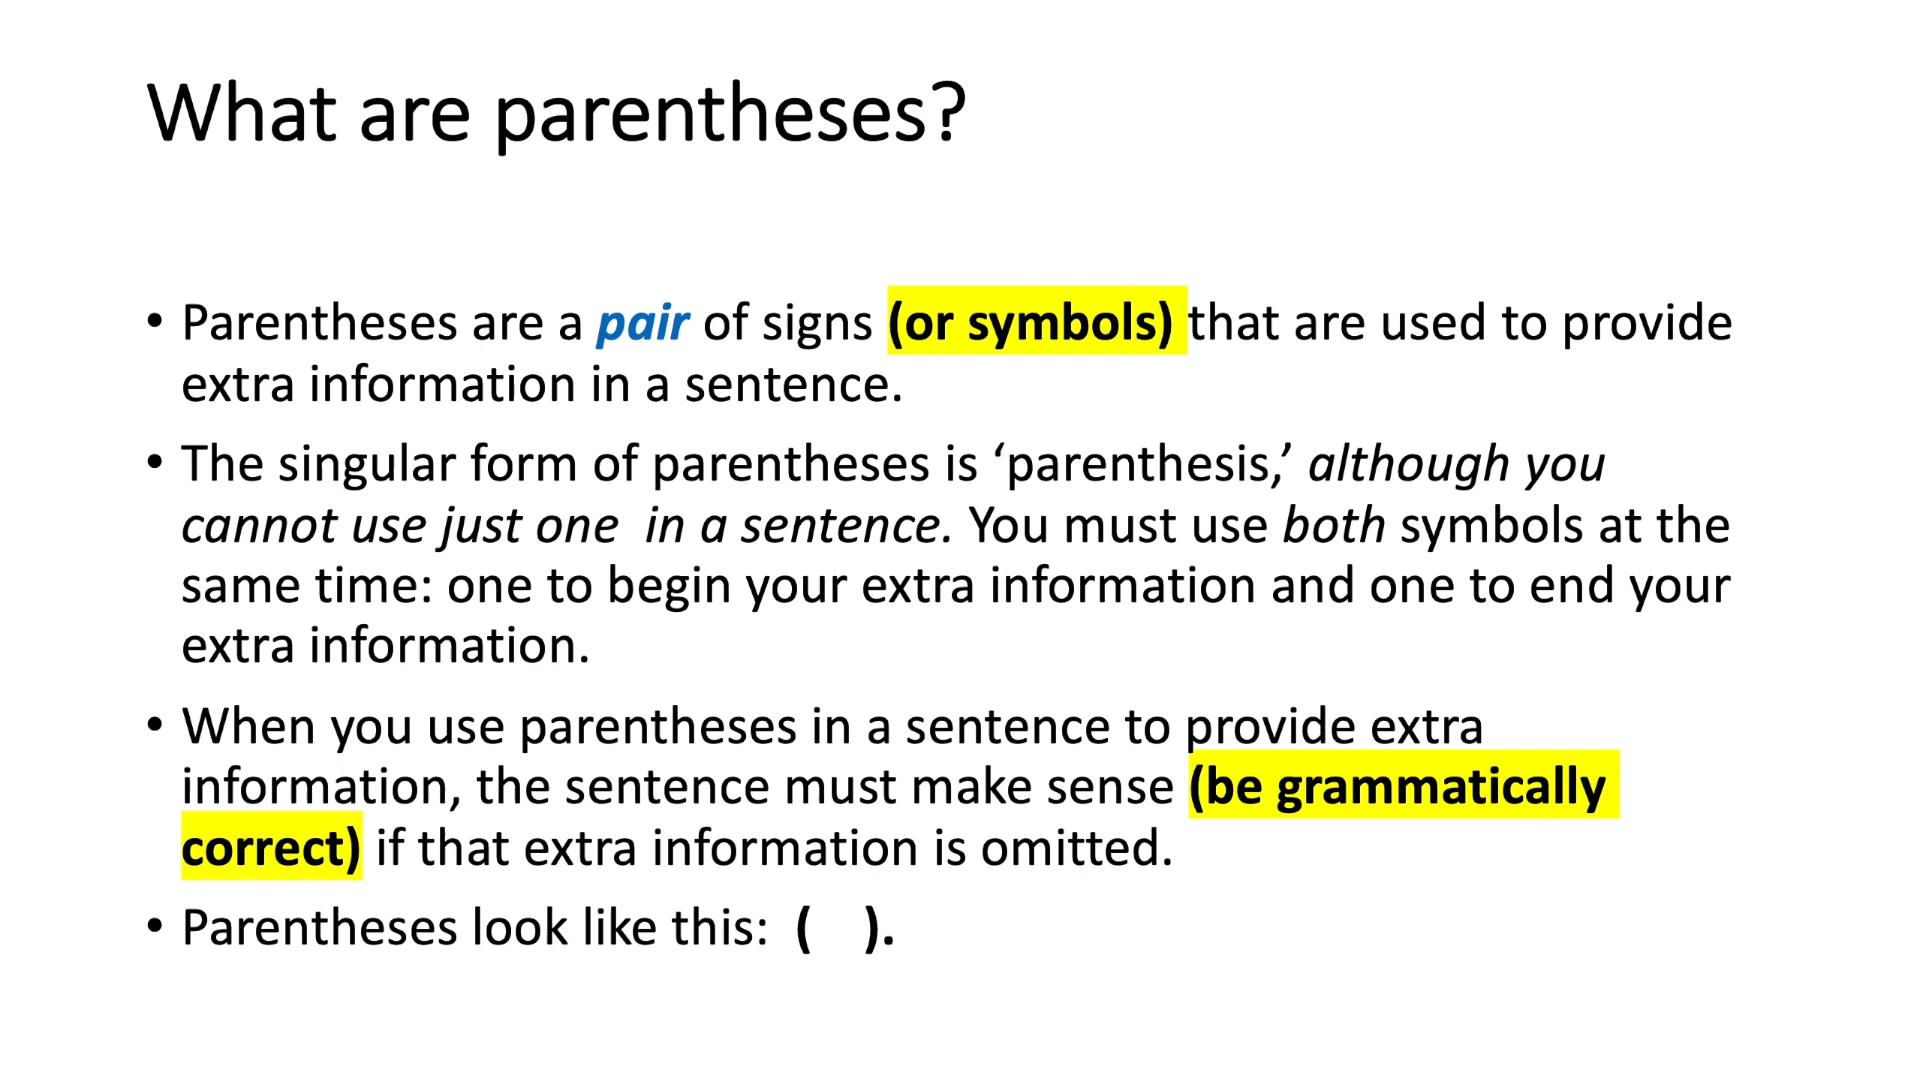 What are parentheses?
• Parentheses are a pair of signs (or symbols) that are used to provide
extra information in a sentence.
• The singular form of parentheses is ‘parenthesis,’ although you
cannot use just one  in a sentence. You must use both symbols at the
same time: one to begin your extra information and one to end your
extra information.
• When you use parentheses in a sentence to provide extra
information, the sentence must make sense (be grammatically
correct) if that extra information is omitted.
• Parentheses look like this:  (   ).